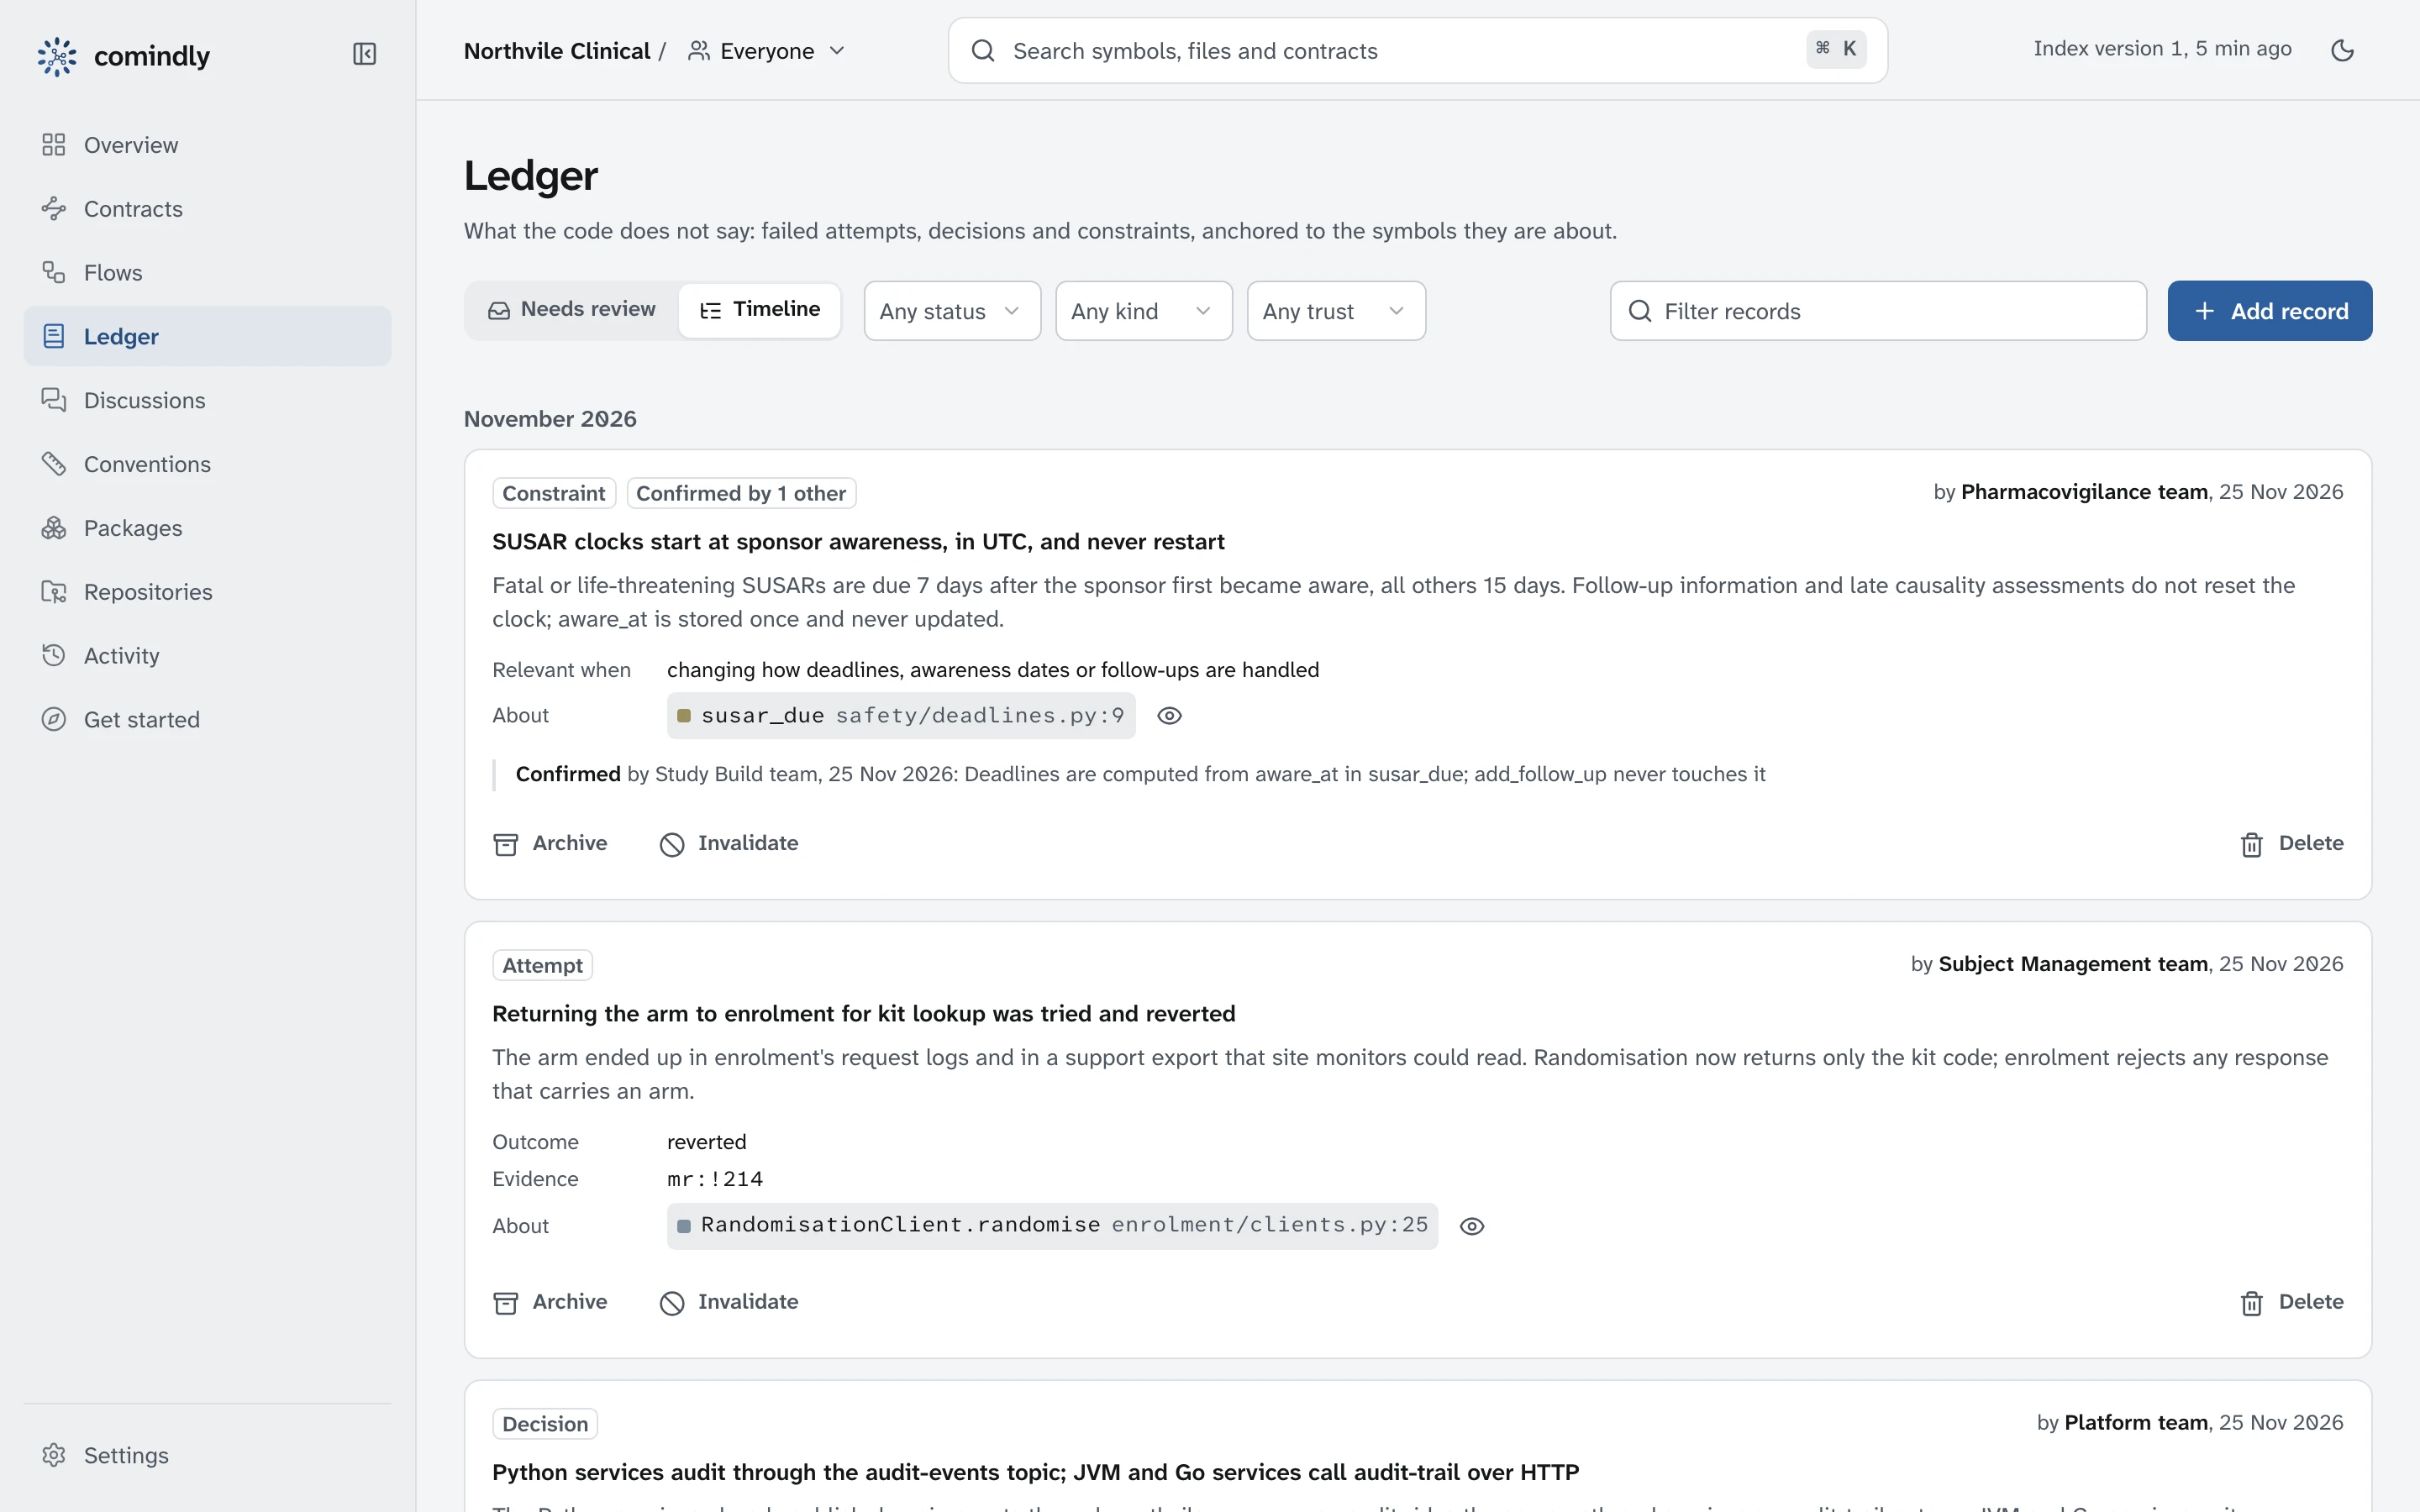 comindly
Overview
Contracts
Flows
Ledger
Discussions
Conventions
Packages
Repositories
Activity
Get started
Settings
Northvile Clinical / Everyone
Search symbols, files and contracts
⌘ K
Index version 1, 5 min ago
Ledger
What the code does not say: failed attempts, decisions and constraints, anchored to the symbols they are about.
Needs review
Timeline
Any status
Any kind
Any trust
Filter records
Add record
November 2026
Constraint
Confirmed by 1 other
by Pharmacovigilance team, 25 Nov 2026
SUSAR clocks start at sponsor awareness, in UTC, and never restart
Fatal or life-threatening SUSARs are due 7 days after the sponsor first became aware, all others 15 days. Follow-up information and late causality assessments do not reset the
clock; aware_at is stored once and never updated.
Relevant when changing how deadlines, awareness dates or follow-ups are handled
About susar_due safety/deadlines.py:9
Confirmed by Study Build team, 25 Nov 2026: Deadlines are computed from aware_at in susar_due; add_follow_up never touches it
Archive
Invalidate
Delete
Attempt
by Subject Management team, 25 Nov 2026
Returning the arm to enrolment for kit lookup was tried and reverted
The arm ended up in enrolment's request logs and in a support export that site monitors could read. Randomisation now returns only the kit code; enrolment rejects any response
that carries an arm.
Outcome reverted
Evidence mr:!214
About RandomisationClient.randomise enrolment/clients.py:25
Archive
Invalidate
Delete
Decision
by Platform team, 25 Nov 2026
Python services audit through the audit-events topic; JVM and Go services call audit-trail over HTTP